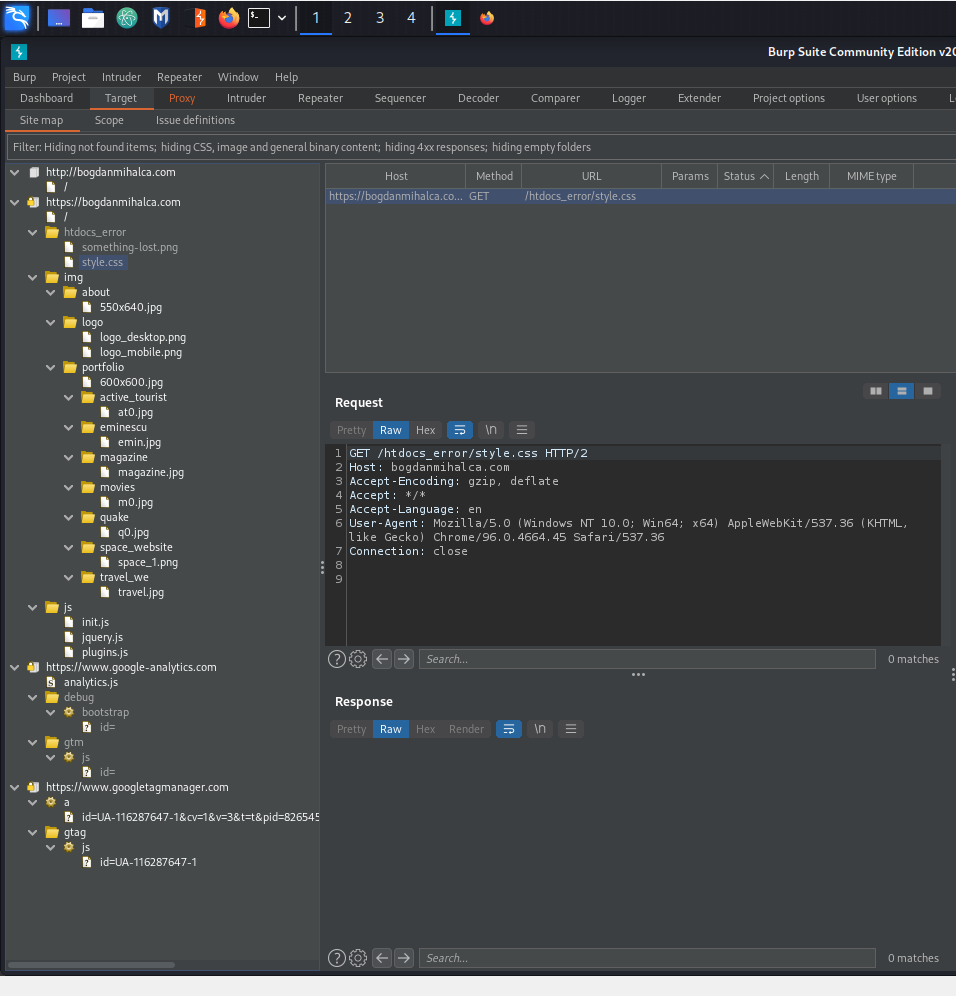 1 2 3 4
Burp Suite Community Edition v20
Burp Project Intruder Repeater Window Help
Dashboard Target Proxy Intruder Repeater Sequencer Decoder Comparer Logger Extender Project options User options
Site map Scope Issue definitions
Filter: Hiding not found items; hiding CSS, image and general binary content; hiding 4xx responses; hiding empty folders
http://bogdanmihalca.com
/
https://bogdanmihalca.com
/
htdocs_error
something-lost.png
style.css
img
about
550x640.jpg
logo
logo_desktop.png
logo_mobile.png
portfolio
600x600.jpg
active_tourist
at0.jpg
eminescu
emin.jpg
magazine
magazine.jpg
movies
m0.jpg
quake
q0.jpg
space_website
space_1.png
travel_we
travel.jpg
js
init.js
jquery.js
plugins.js
https://www.google-analytics.com
analytics.js
debug
bootstrap
id=
gtm
js
id=
https://www.googletagmanager.com
a
id=UA-116287647-1&cv=1&v=3&t=t&pid=826545
gtag
js
id=UA-116287647-1
Host Method URL Params Status Length MIME type
https://bogdanmihalca.co... GET /htdocs_error/style.css
Request
Pretty Raw Hex \n
1 GET /htdocs_error/style.css HTTP/2
2 Host: bogdanmihalca.com
3 Accept-Encoding: gzip, deflate
4 Accept: */*
5 Accept-Language: en
6 User-Agent: Mozilla/5.0 (Windows NT 10.0; Win64; x64) AppleWebKit/537.36 (KHTML,
like Gecko) Chrome/96.0.4664.45 Safari/537.36
7 Connection: close
8
9
Search... 0 matches
Response
Pretty Raw Hex Render \n
Search... 0 matches